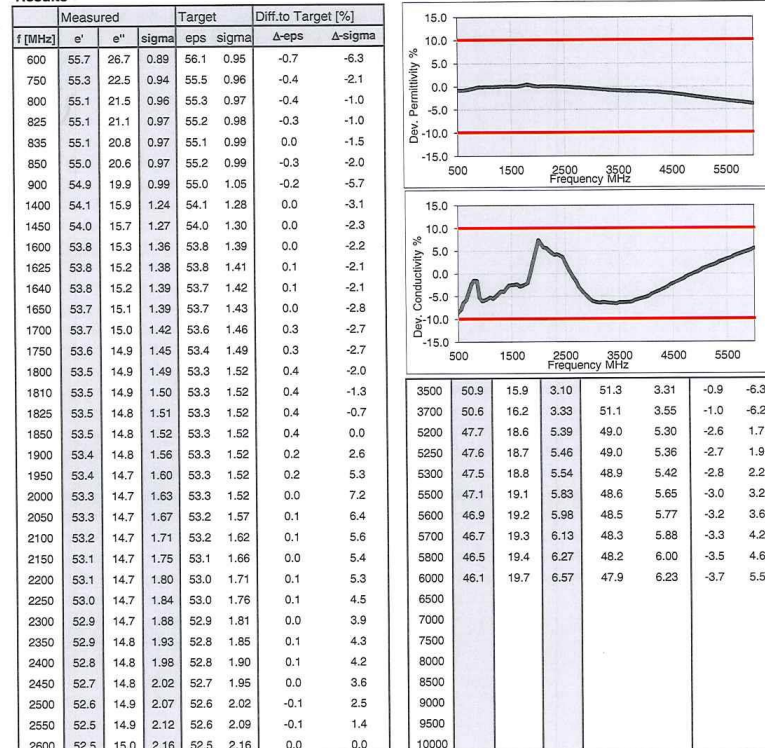 Results
Measured Target Diff.to Target [%]
f [MHz] e' e" sigma eps sigma Δ-eps Δ-sigma
600 55.7 26.7 0.89 56.1 0.95 -0.7 -6.3
750 55.3 22.5 0.94 55.5 0.96 -0.4 -2.1
800 55.1 21.5 0.96 55.3 0.97 -0.4 -1.0
825 55.1 21.1 0.97 55.2 0.98 -0.3 -1.0
835 55.1 20.8 0.97 55.1 0.99 0.0 -1.5
850 55.0 20.6 0.97 55.2 0.99 -0.3 -2.0
900 54.9 19.9 0.99 55.0 1.05 -0.2 -5.7
1400 54.1 15.9 1.24 54.1 1.28 0.0 -3.1
1450 54.0 15.7 1.27 54.0 1.30 0.0 -2.3
1600 53.8 15.3 1.36 53.8 1.39 0.0 -2.2
1625 53.8 15.2 1.38 53.8 1.41 0.1 -2.1
1640 53.8 15.2 1.39 53.7 1.42 0.1 -2.1
1650 53.7 15.1 1.39 53.7 1.43 0.0 -2.8
1700 53.7 15.0 1.42 53.6 1.46 0.3 -2.7
1750 53.6 14.9 1.45 53.4 1.49 0.3 -2.7
1800 53.5 14.9 1.49 53.3 1.52 0.4 -2.0
1810 53.5 14.9 1.50 53.3 1.52 0.4 -1.3
1825 53.5 14.8 1.51 53.3 1.52 0.4 -0.7
1850 53.5 14.8 1.52 53.3 1.52 0.4 0.0
1900 53.4 14.8 1.56 53.3 1.52 0.2 2.6
1950 53.4 14.7 1.60 53.3 1.52 0.2 5.3
2000 53.3 14.7 1.63 53.3 1.52 0.0 7.2
2050 53.3 14.7 1.67 53.2 1.57 0.1 6.4
2100 53.2 14.7 1.71 53.2 1.62 0.1 5.6
2150 53.1 14.7 1.75 53.1 1.66 0.0 5.4
2200 53.1 14.7 1.80 53.0 1.71 0.1 5.3
2250 53.0 14.7 1.84 53.0 1.76 0.1 4.5
2300 52.9 14.7 1.88 52.9 1.81 0.0 3.9
2350 52.9 14.8 1.93 52.8 1.85 0.1 4.3
2400 52.8 14.8 1.98 52.8 1.90 0.1 4.2
2450 52.7 14.8 2.02 52.7 1.95 0.0 3.6
2500 52.6 14.9 2.07 52.6 2.02 -0.1 2.5
2550 52.5 14.9 2.12 52.6 2.09 -0.1 1.4
2600 52.5 15.0 2.16 52.5 2.16 0.0 0.0
15.0
10.0
5.0
0.0
-5.0
-10.0
-15.0
Dev. Permittivity %
500 1500 2500 3500 4500 5500
Frequency MHz
15.0
10.0
5.0
0.0
-5.0
-10.0
-15.0
Dev. Conductivity %
500 1500 2500 3500 4500 5500
Frequency MHz
3500 50.9 15.9 3.10 51.3 3.31 -0.9 -6.3
3700 50.6 16.2 3.33 51.1 3.55 -1.0 -6.2
5200 47.7 18.6 5.39 49.0 5.30 -2.6 1.7
5250 47.6 18.7 5.46 49.0 5.36 -2.7 1.9
5300 47.5 18.8 5.54 48.9 5.42 -2.8 2.2
5500 47.1 19.1 5.83 48.6 5.65 -3.0 3.2
5600 46.9 19.2 5.98 48.5 5.77 -3.2 3.6
5700 46.7 19.3 6.13 48.3 5.88 -3.3 4.2
5800 46.5 19.4 6.27 48.2 6.00 -3.5 4.6
6000 46.1 19.7 6.57 47.9 6.23 -3.7 5.5
6500
7000
7500
8000
8500
9000
9500
10000